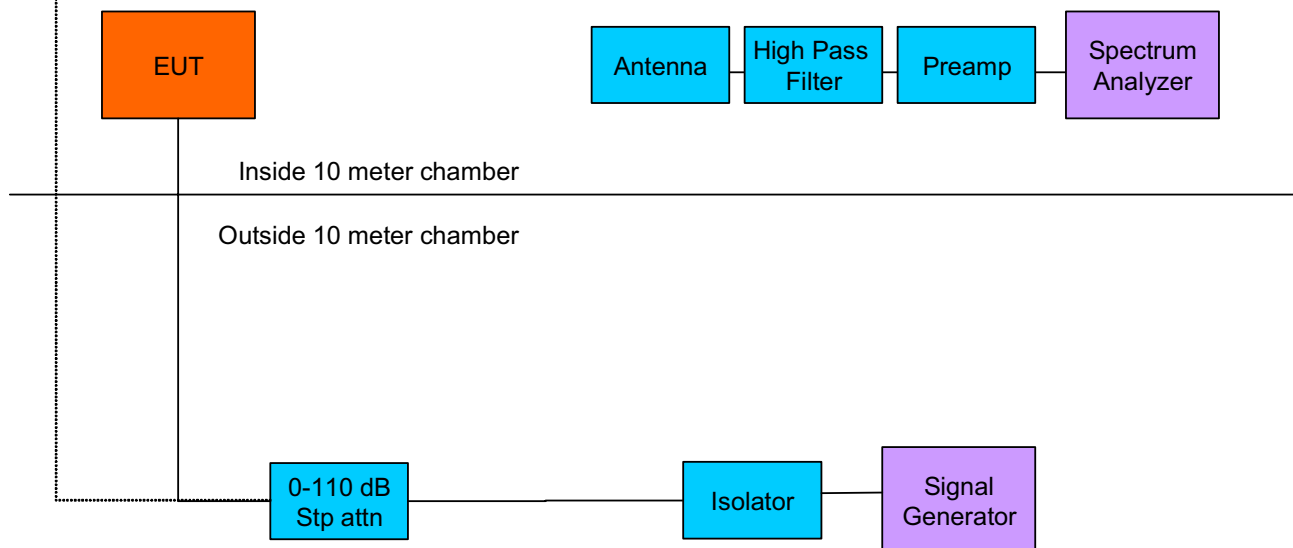 EUT
Antenna
High Pass
Filter
Preamp
Spectrum
Analyzer
Inside 10 meter chamber
Outside 10 meter chamber
0-110 dB
Stp attn
Isolator
Signal
Generator